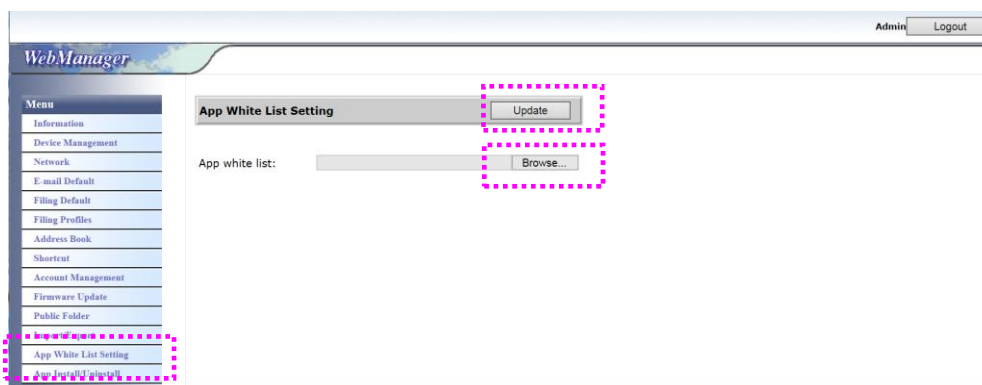 Admin Logout
WebManager
Menu
Information
Device Management
Network
E-mail Default
Filing Default
Filing Profiles
Address Book
Shortcut
Account Management
Firmware Update
Public Folder
Import/Export
App White List Setting
App Install/Uninstall
App White List Setting Update
App white list: Browse...